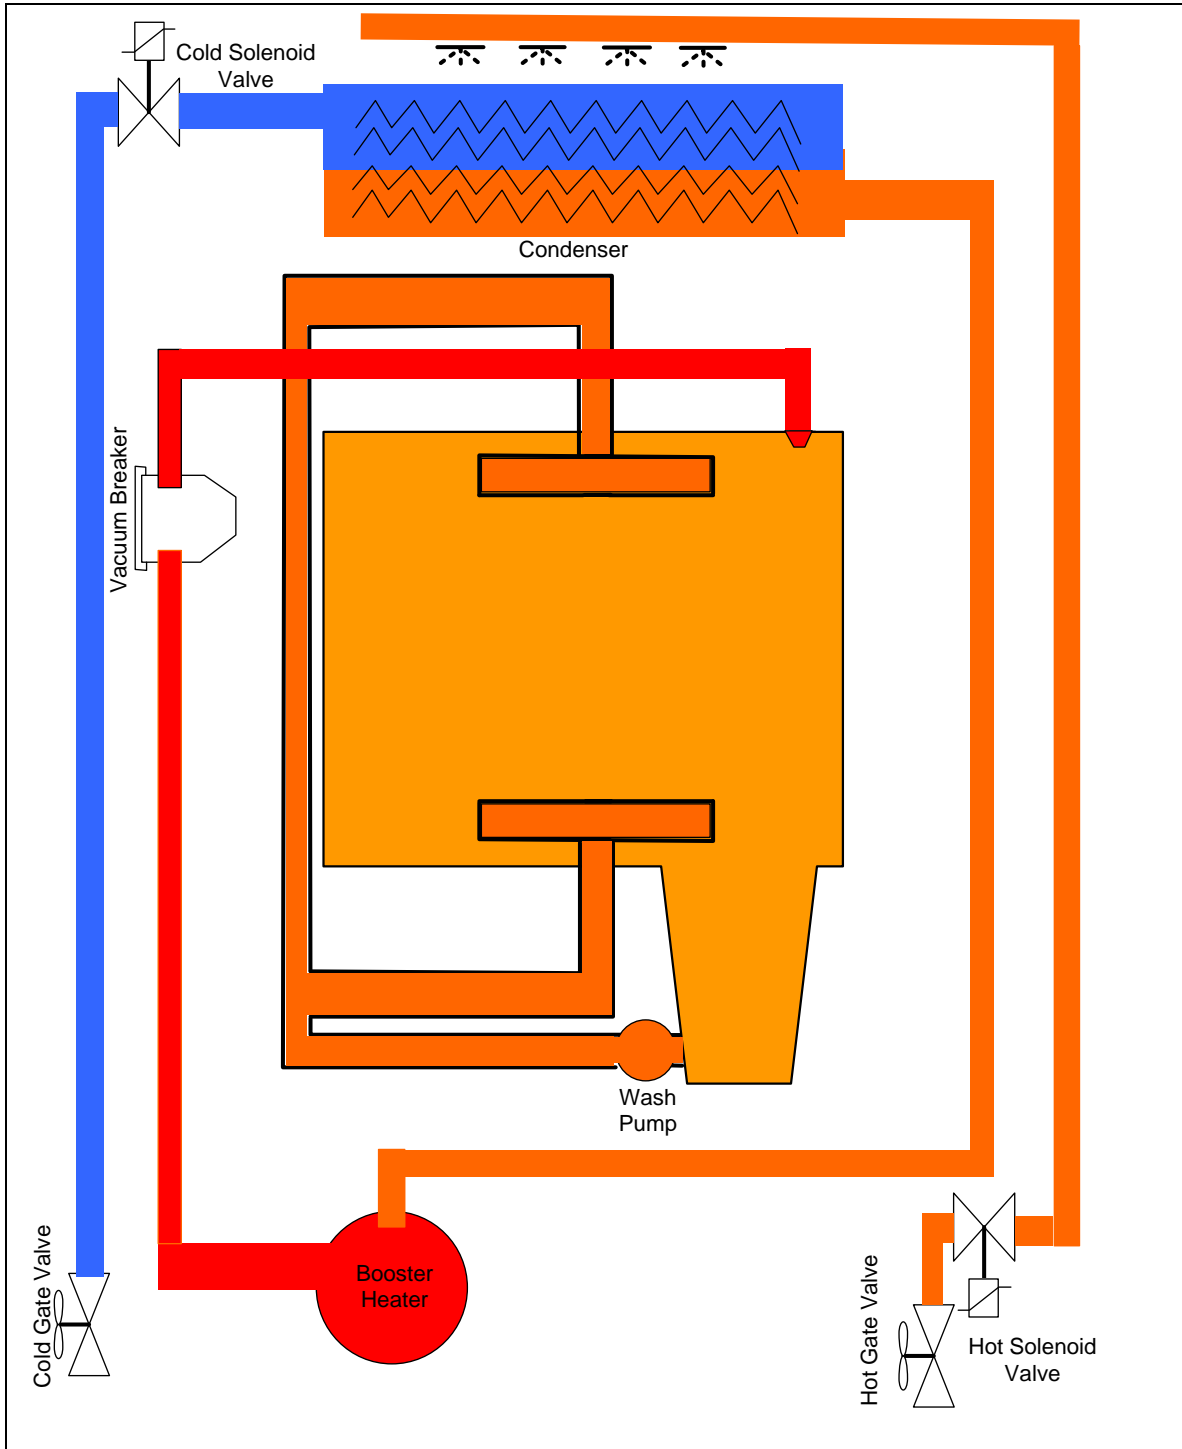 Cold Solenoid
Valve
Condenser
Vacuum Breaker
Wash
Pump
Booster
Heater
Cold Gate Valve
Hot Gate Valve
Hot Solenoid
Valve